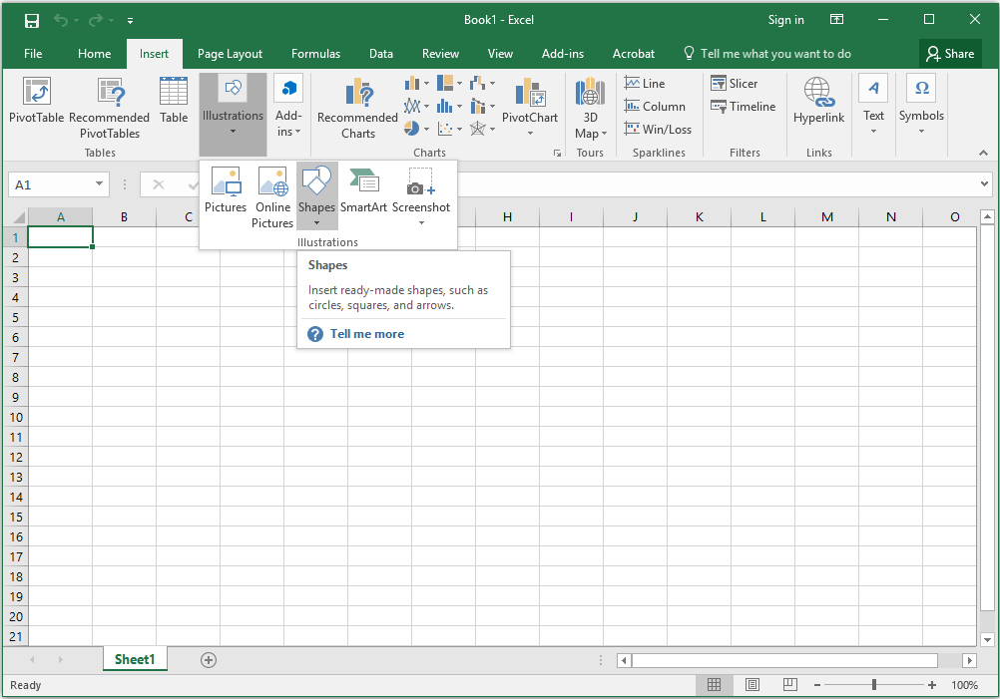 Book1 - Excel
Sign in
File Home Insert Page Layout Formulas Data Review View Add-ins Acrobat Tell me what you want to do Share
PivotTable
Recommended
PivotTables
Table
Tables
Illustrations
Add-
ins
Recommended
Charts
PivotChart
Charts
3D
Map
Tours
Line
Column
Win/Loss
Sparklines
Slicer
Timeline
Filters
Hyperlink
Links
A
Text
Ω
Symbols
A1
Pictures
Online
Pictures
Shapes
SmartArt
Screenshot
Illustrations
A B C H I J K L M N O
Shapes
Insert ready-made shapes, such as
circles, squares, and arrows.
? Tell me more
1
2
3
4
5
6
7
8
9
10
11
12
13
14
15
16
17
18
19
20
21
Sheet1
Ready
100%